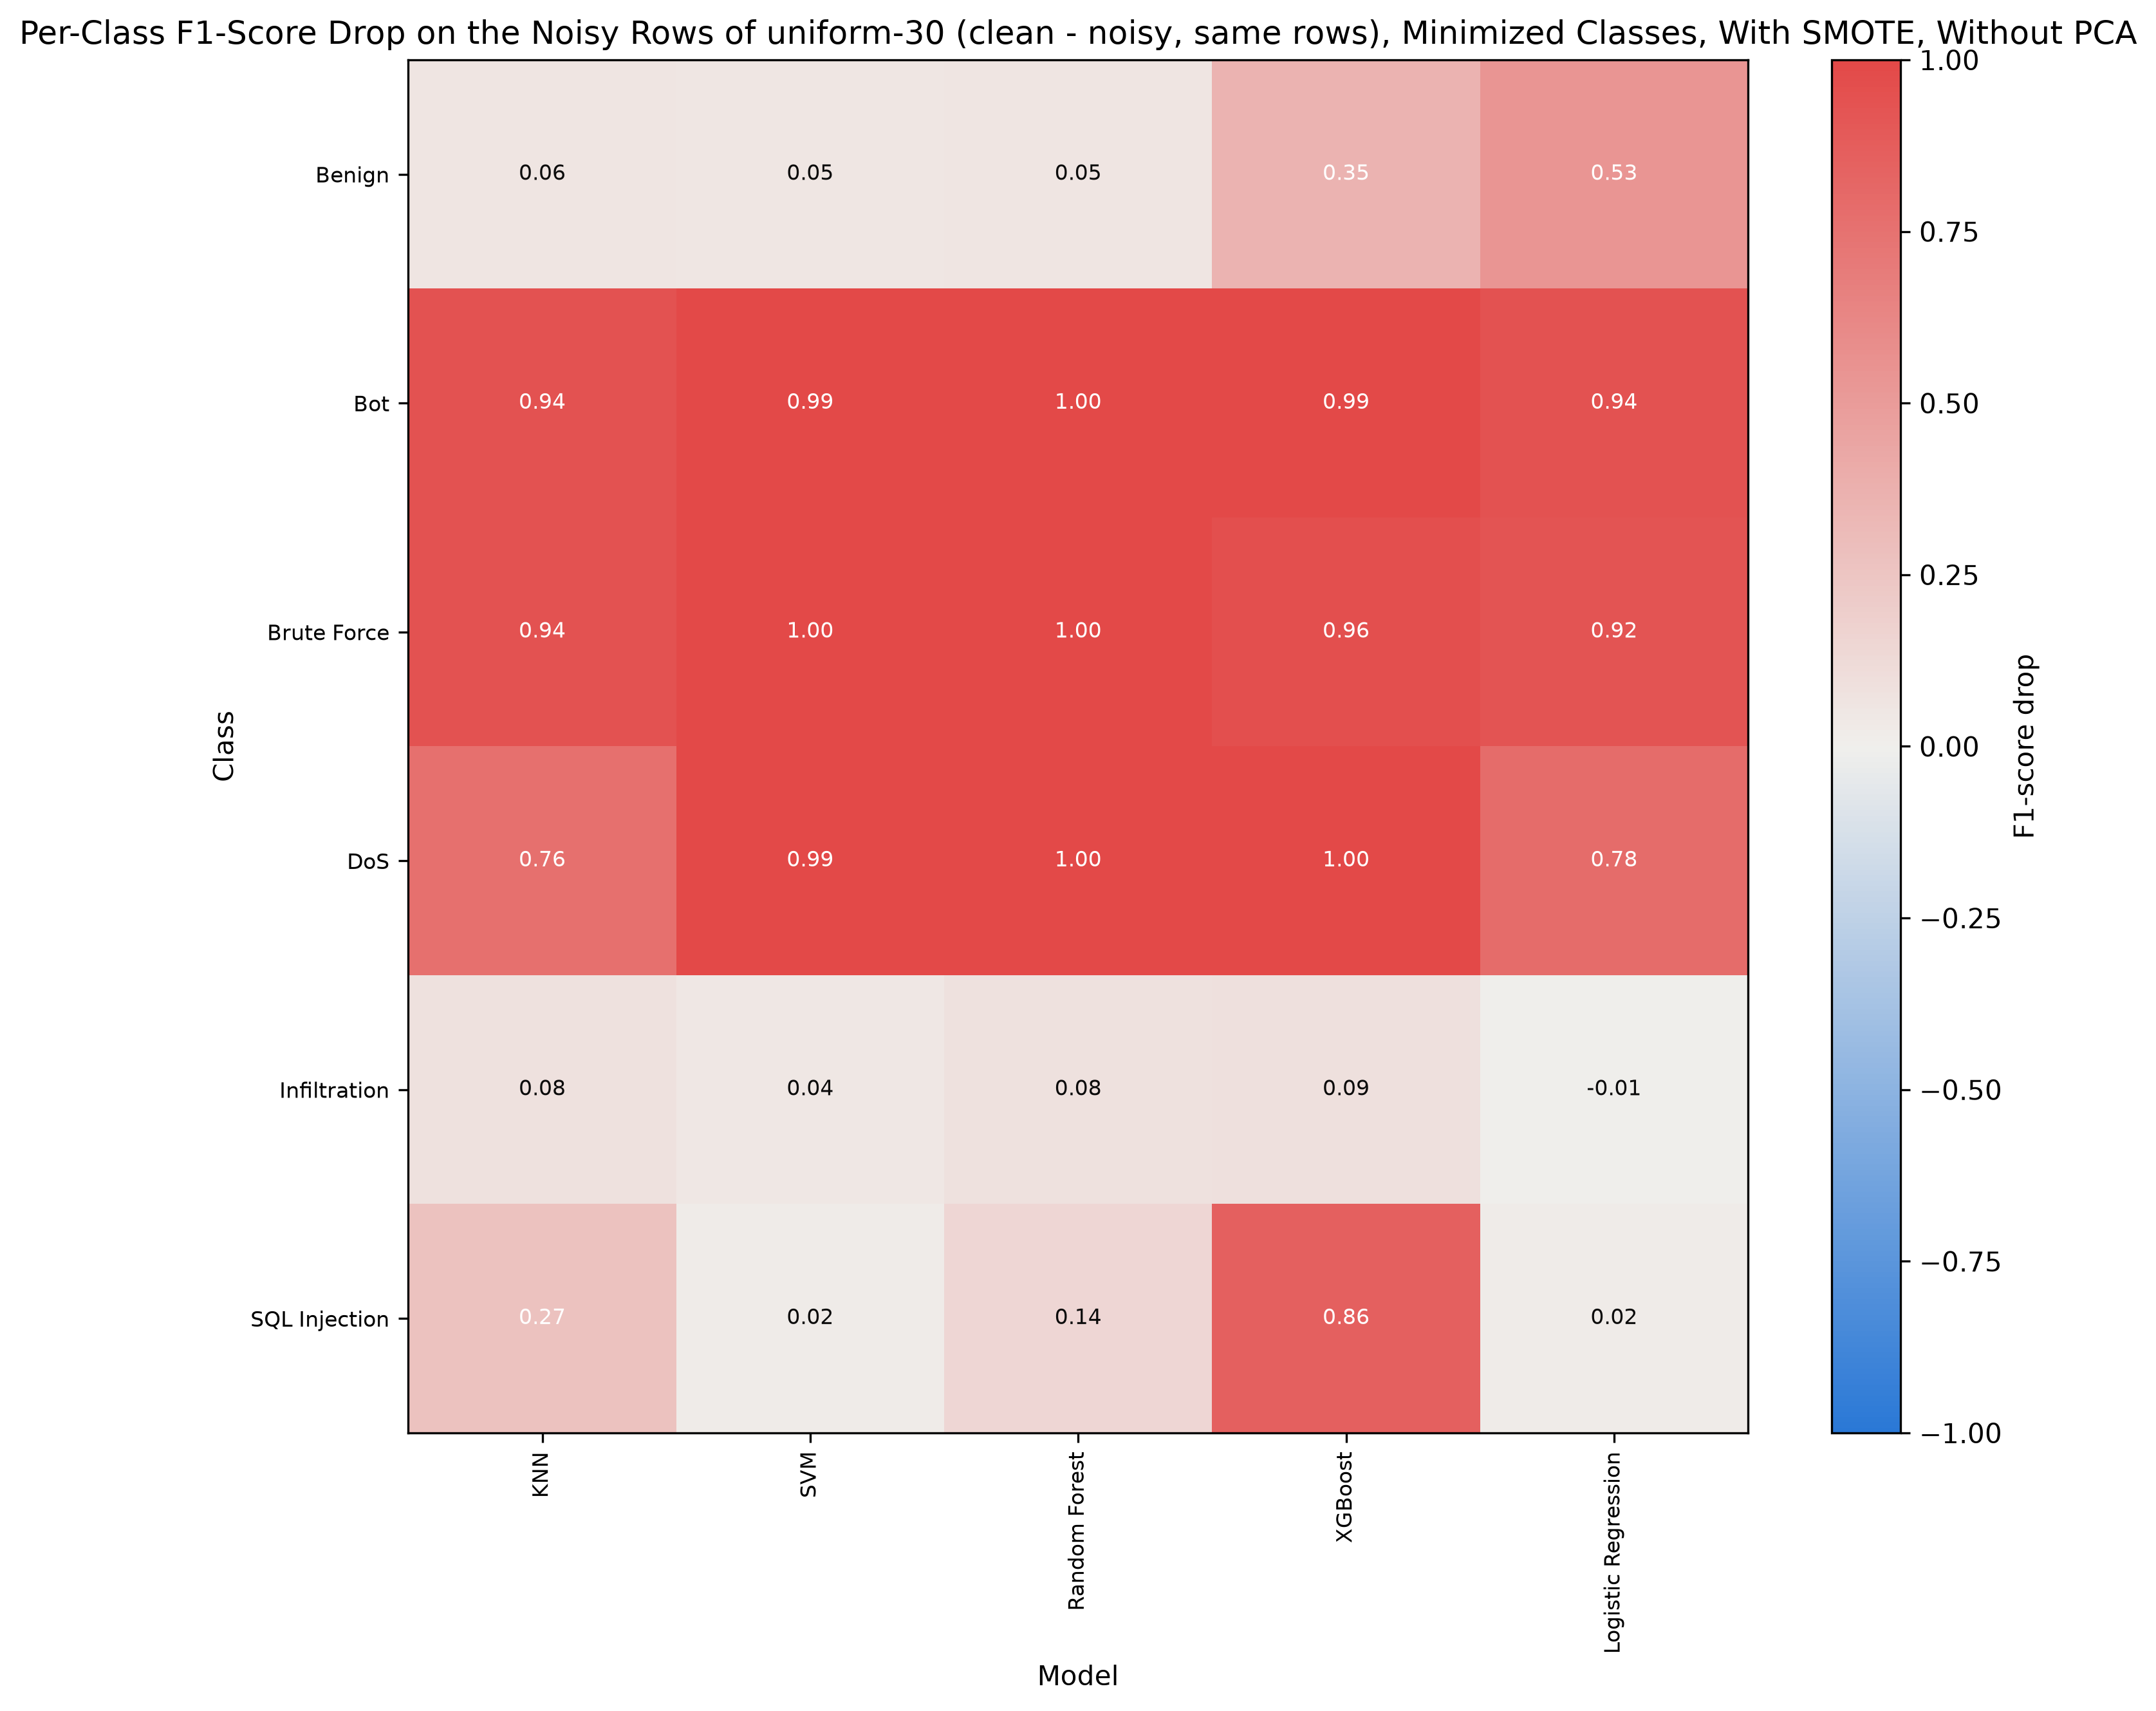 Per-Class F1-Score Drop on the Noisy Rows of uniform-30 (clean - noisy, same rows), Minimized Classes, With SMOTE, Without PCA
Class
Benign 0.06 0.05 0.05 0.35 0.53
Bot 0.94 0.99 1.00 0.99 0.94
Brute Force 0.94 1.00 1.00 0.96 0.92
DoS 0.76 0.99 1.00 1.00 0.78
Infiltration 0.08 0.04 0.08 0.09 -0.01
SQL Injection 0.27 0.02 0.14 0.86 0.02
KNN
SVM
Random Forest
XGBoost
Logistic Regression
Model
1.00
0.75
0.50
0.25
0.00
−0.25
−0.50
−0.75
−1.00
F1-score drop